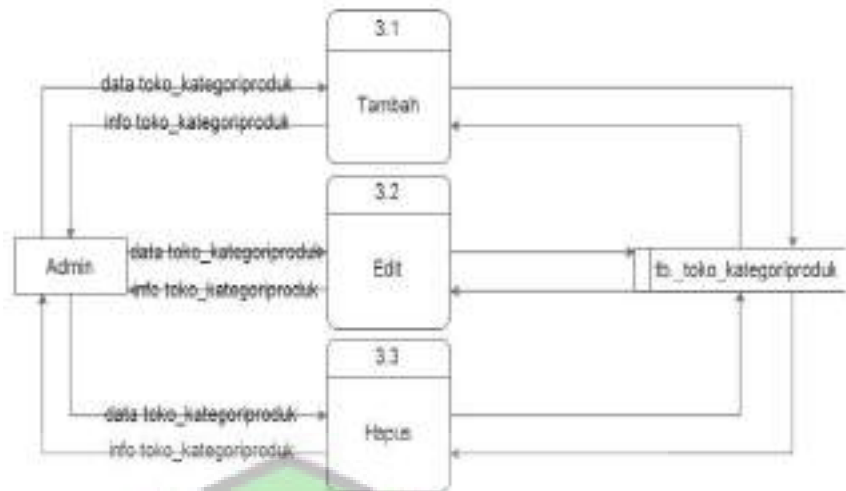 3.1
data toko_kategoriproduk
Tambah
info toko_kategoriproduk
3.2
data toko_kategoriproduk
Admin
Edit
tb_toko_kategoriproduk
info toko_kategoriproduk
3.3
data toko_kategoriproduk
Hapus
info toko_kategoriproduk